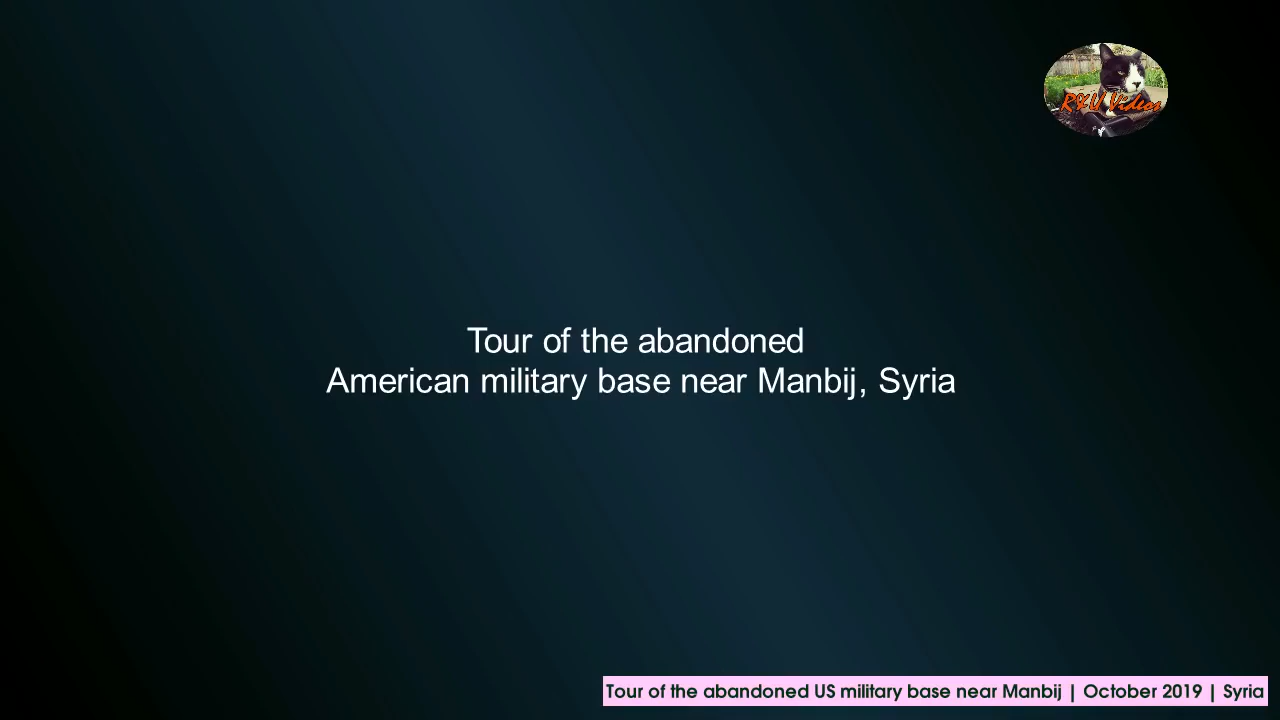 R&U Videos
Tour of the abandoned
American military base near Manbij, Syria
Tour of the abandoned US military base near Manbij | October 2019 | Syria